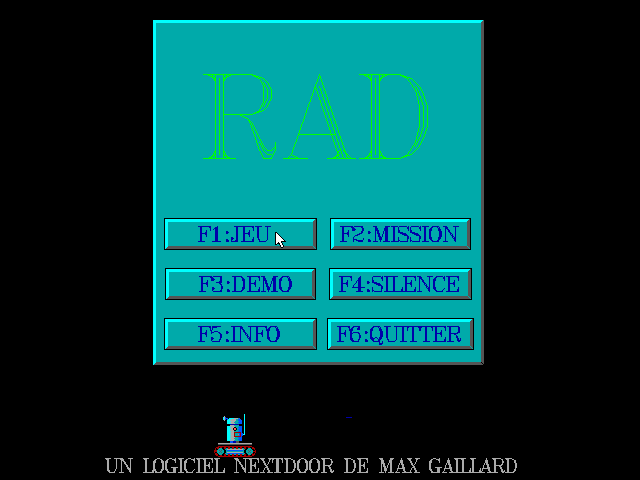 RAD
F1:JEU F2:MISSION
F3:DEMO F4:SILENCE
F5:INFO F6:QUITTER
UN LOGICIEL NEXTDOOR DE MAX GAILLARD